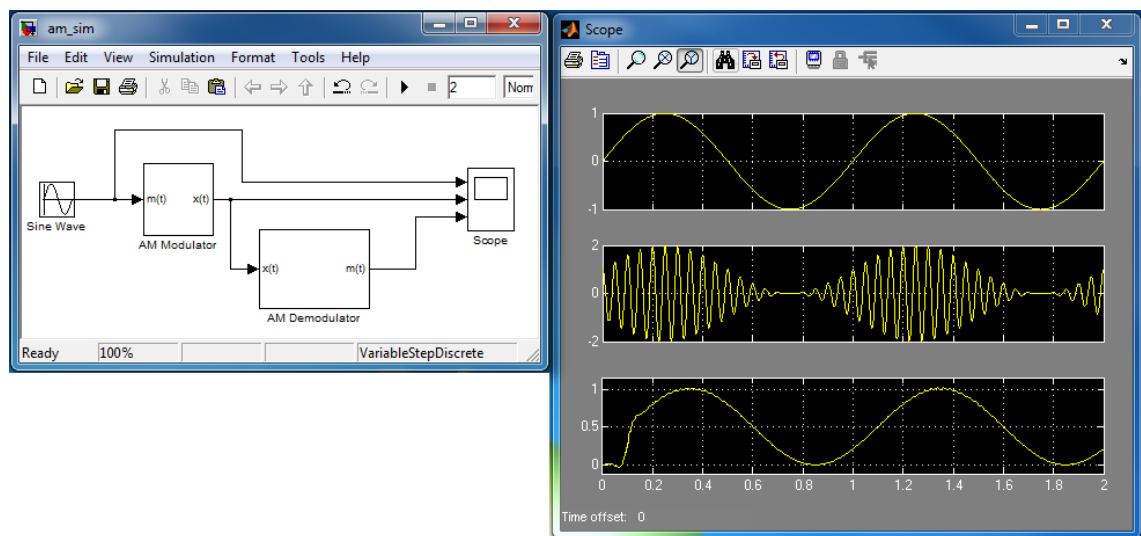 am_sim
File Edit View Simulation Format Tools Help
2 Norm
Sine Wave
m(t) x(t)
AM Modulator
x(t) m(t)
AM Demodulator
Scope
Ready 100% VariableStepDiscrete
Scope
1
0
-1
2
0
-2
1
0.5
0
0 0.2 0.4 0.6 0.8 1 1.2 1.4 1.6 1.8 2
Time offset: 0